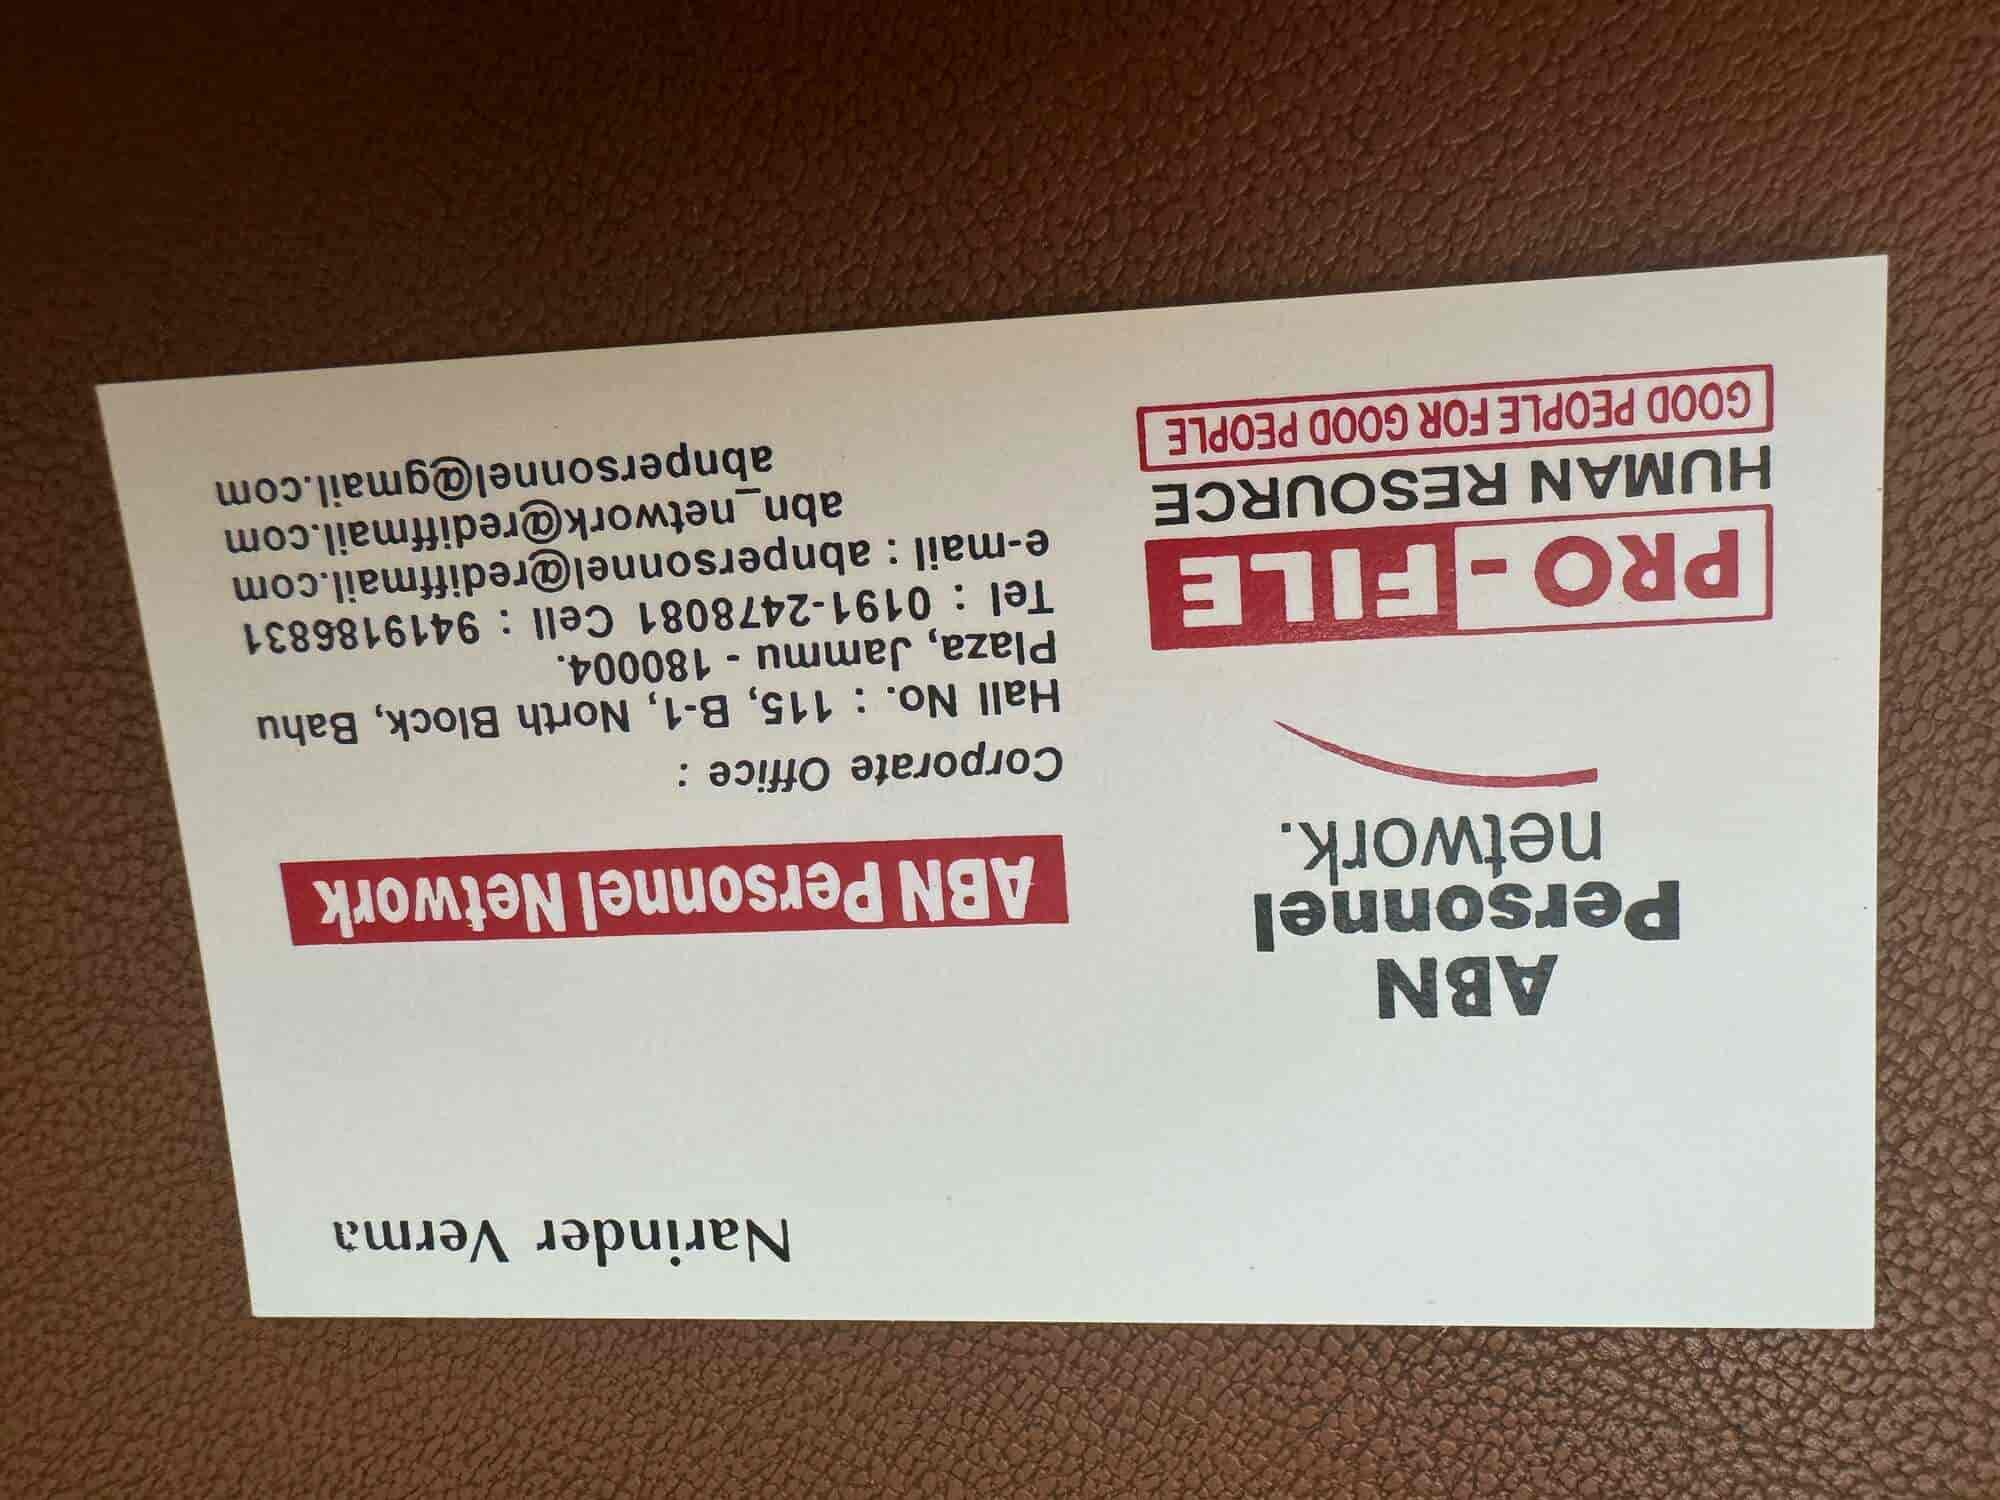 Narinder Verma
ABN
Personnel
network.
PRO - FILE
HUMAN RESOURCE
GOOD PEOPLE FOR GOOD PEOPLE
ABN Personnel Network
Corporate Office :
Hall No. : 115, B-1, North Block, Bahu
Plaza, Jammu - 180004.
Tel : 0191-2478081 Cell : 9419186831
e-mail : abnpersonnel@rediffmail.com
abn_network@rediffmail.com
abnpersonnel@gmail.com